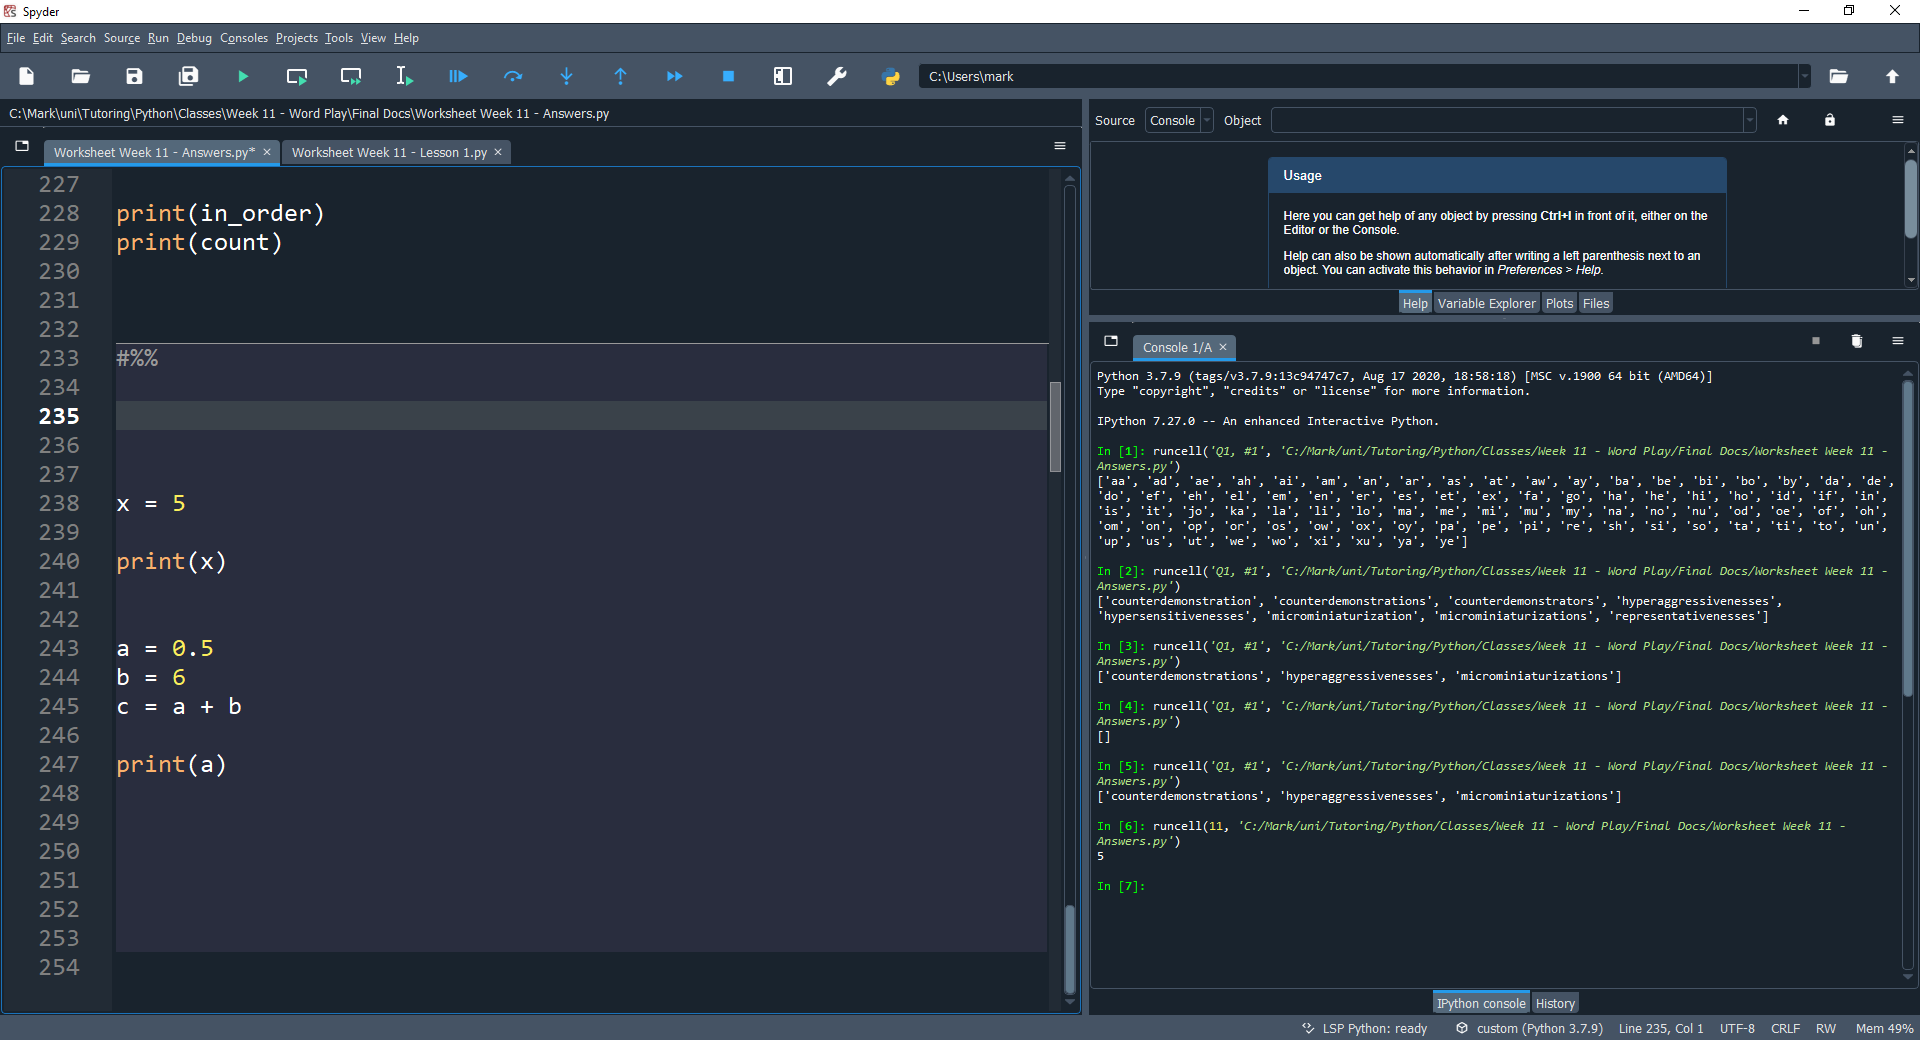 Spyder
File Edit Search Source Run Debug Consoles Projects Tools View Help
C:\Users\mark
C:\Mark\uni\Tutoring\Python\Classes\Week 11 - Word Play\Final Docs\Worksheet Week 11 - Answers.py
Worksheet Week 11 - Answers.py*
Worksheet Week 11 - Lesson 1.py
227
228 print(in_order)
229 print(count)
230
231
232
233 #%%
234
235
236
237
238 x = 5
239
240 print(x)
241
242
243 a = 0.5
244 b = 6
245 c = a + b
246
247 print(a)
248
249
250
251
252
253
254
Source Console Object
Usage
Here you can get help of any object by pressing Ctrl+I in front of it, either on the
Editor or the Console.
Help can also be shown automatically after writing a left parenthesis next to an
object. You can activate this behavior in Preferences > Help.
Help Variable Explorer Plots Files
Console 1/A
Python 3.7.9 (tags/v3.7.9:13c94747c7, Aug 17 2020, 18:58:18) [MSC v.1900 64 bit (AMD64)]
Type "copyright", "credits" or "license" for more information.
IPython 7.27.0 -- An enhanced Interactive Python.
In [1]: runcell('Q1, #1', 'C:/Mark/uni/Tutoring/Python/Classes/Week 11 - Word Play/Final Docs/Worksheet Week 11 -
Answers.py')
['aa', 'ad', 'ae', 'ah', 'ai', 'am', 'an', 'ar', 'as', 'at', 'aw', 'ay', 'ba', 'be', 'bi', 'bo', 'by', 'da', 'de',
'do', 'ef', 'eh', 'el', 'em', 'en', 'er', 'es', 'et', 'ex', 'fa', 'go', 'ha', 'he', 'hi', 'ho', 'id', 'if', 'in',
'is', 'it', 'jo', 'ka', 'la', 'li', 'lo', 'ma', 'me', 'mi', 'mu', 'my', 'na', 'no', 'nu', 'od', 'oe', 'of', 'oh',
'om', 'on', 'op', 'or', 'os', 'ow', 'ox', 'oy', 'pa', 'pe', 'pi', 're', 'sh', 'si', 'so', 'ta', 'ti', 'to', 'un',
'up', 'us', 'ut', 'we', 'wo', 'xi', 'xu', 'ya', 'ye']
In [2]: runcell('Q1, #1', 'C:/Mark/uni/Tutoring/Python/Classes/Week 11 - Word Play/Final Docs/Worksheet Week 11 -
Answers.py')
['counterdemonstration', 'counterdemonstrations', 'counterdemonstrators', 'hyperaggressivenesses',
'hypersensitivenesses', 'microminiaturization', 'microminiaturizations', 'representativenesses']
In [3]: runcell('Q1, #1', 'C:/Mark/uni/Tutoring/Python/Classes/Week 11 - Word Play/Final Docs/Worksheet Week 11 -
Answers.py')
['counterdemonstrations', 'hyperaggressivenesses', 'microminiaturizations']
In [4]: runcell('Q1, #1', 'C:/Mark/uni/Tutoring/Python/Classes/Week 11 - Word Play/Final Docs/Worksheet Week 11 -
Answers.py')
[]
In [5]: runcell('Q1, #1', 'C:/Mark/uni/Tutoring/Python/Classes/Week 11 - Word Play/Final Docs/Worksheet Week 11 -
Answers.py')
['counterdemonstrations', 'hyperaggressivenesses', 'microminiaturizations']
In [6]: runcell(11, 'C:/Mark/uni/Tutoring/Python/Classes/Week 11 - Word Play/Final Docs/Worksheet Week 11 -
Answers.py')
5
In [7]:
IPython console History
LSP Python: ready custom (Python 3.7.9) Line 235, Col 1 UTF-8 CRLF RW Mem 49%